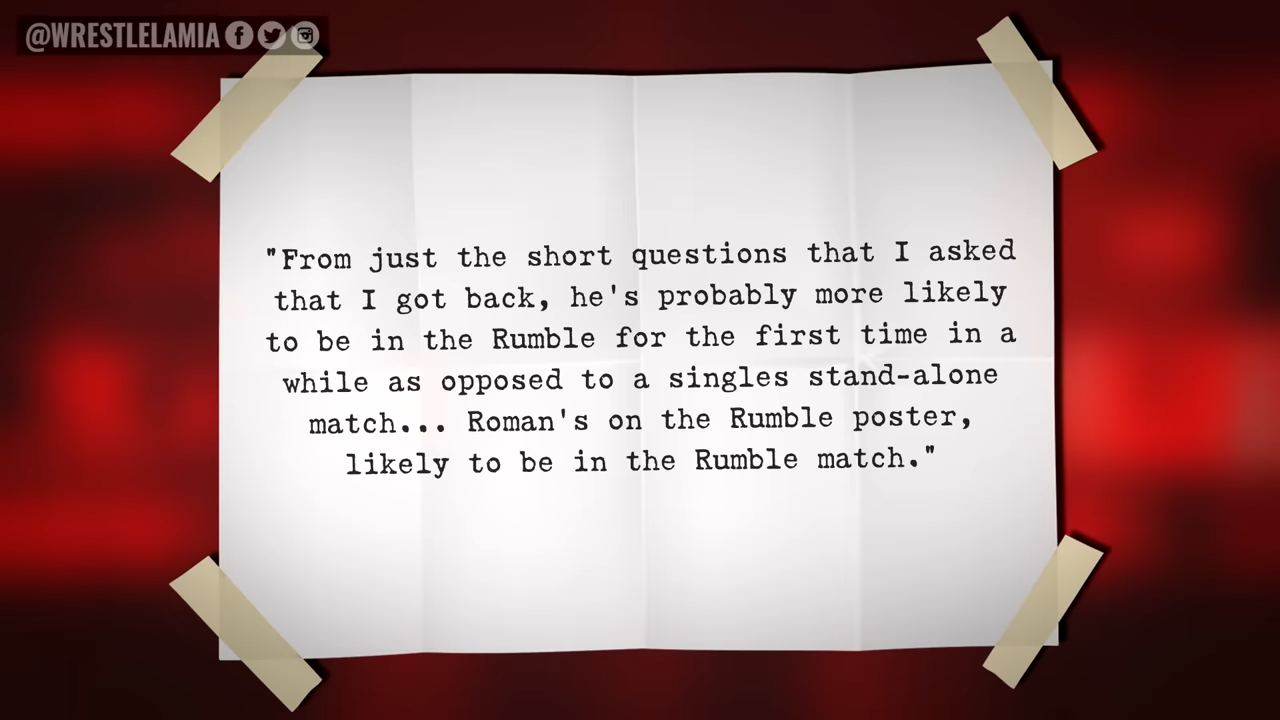 @WRESTLELAMIA
"From just the short questions that I asked
that I got back, he's probably more likely
to be in the Rumble for the first time in a
while as opposed to a singles stand-alone
match... Roman's on the Rumble poster,
likely to be in the Rumble match."